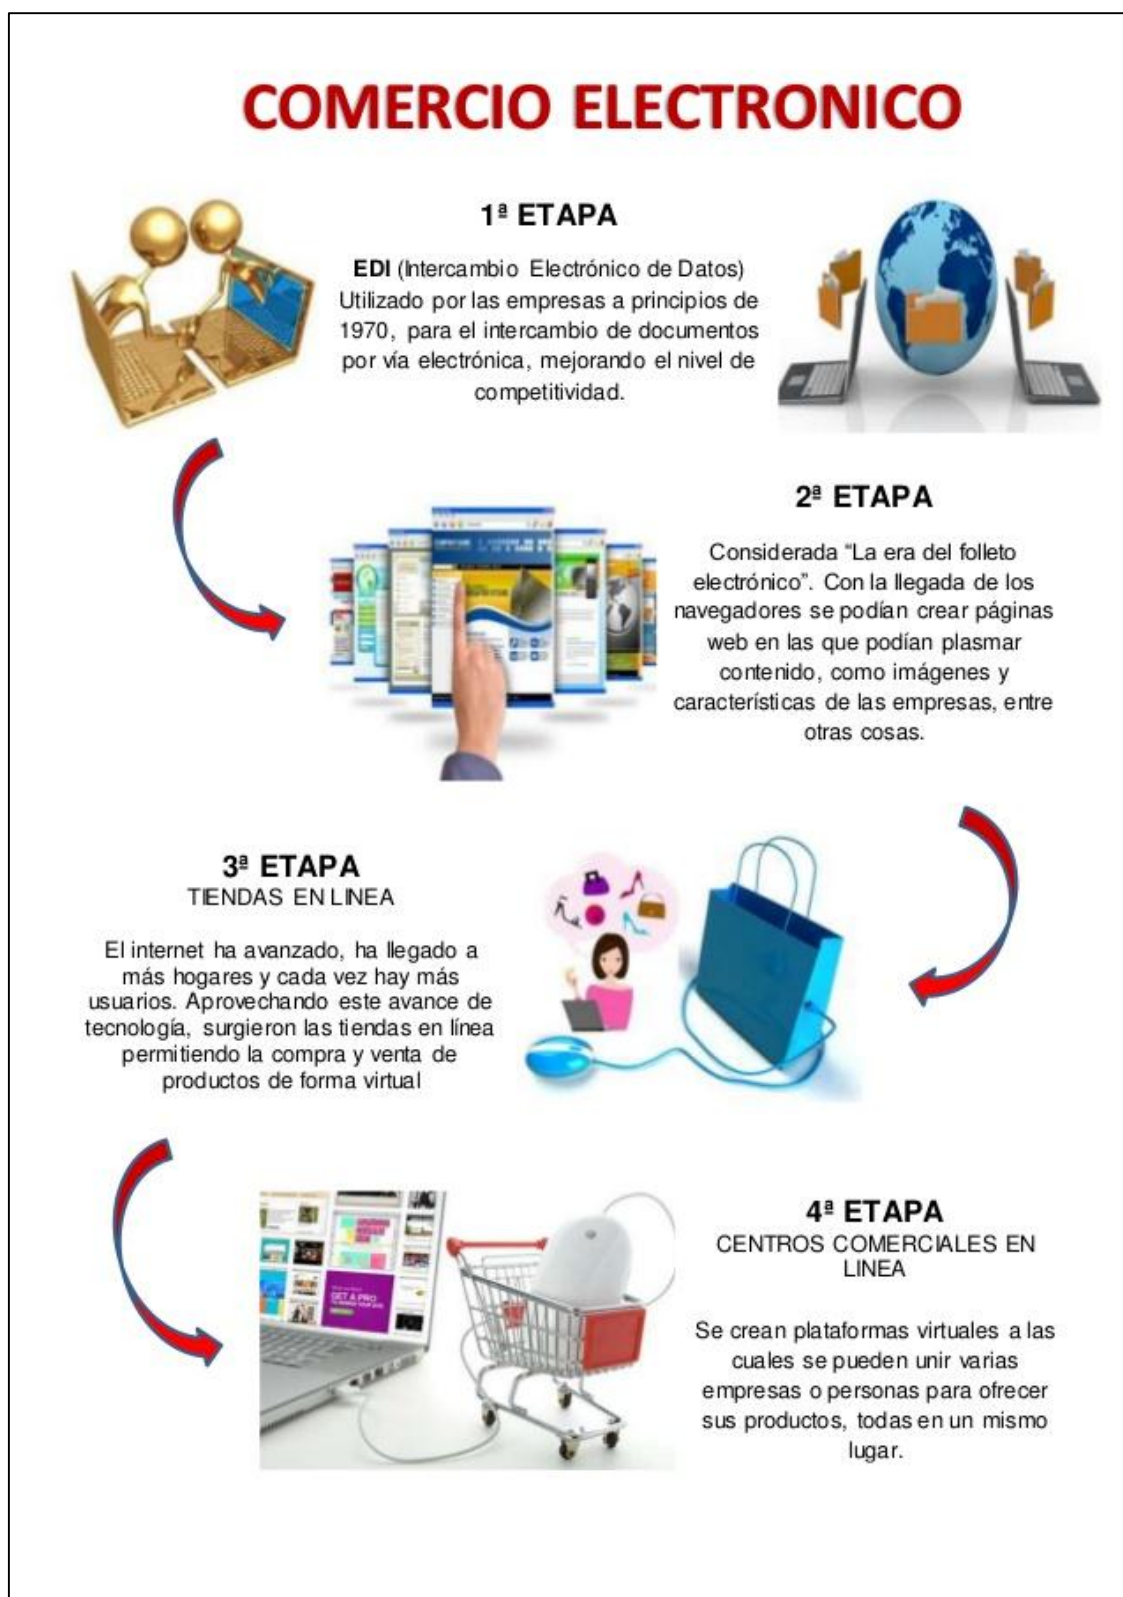 COMERCIO ELECTRONICO
1ª ETAPA
EDI (Intercambio Electrónico de Datos)
Utilizado por las empresas a principios de
1970, para el intercambio de documentos
por vía electrónica, mejorando el nivel de
competitividad.
2ª ETAPA
Considerada “La era del folleto
electrónico”. Con la llegada de los
navegadores se podían crear páginas
web en las que podían plasmar
contenido, como imágenes y
características de las empresas, entre
otras cosas.
3ª ETAPA
TIENDAS EN LINEA
El internet ha avanzado, ha llegado a
más hogares y cada vez hay más
usuarios. Aprovechando este avance de
tecnología, surgieron las tiendas en línea
permitiendo la compra y venta de
productos de forma virtual
GET A PRO
4ª ETAPA
CENTROS COMERCIALES EN
LINEA
Se crean plataformas virtuales a las
cuales se pueden unir varias
empresas o personas para ofrecer
sus productos, todas en un mismo
lugar.